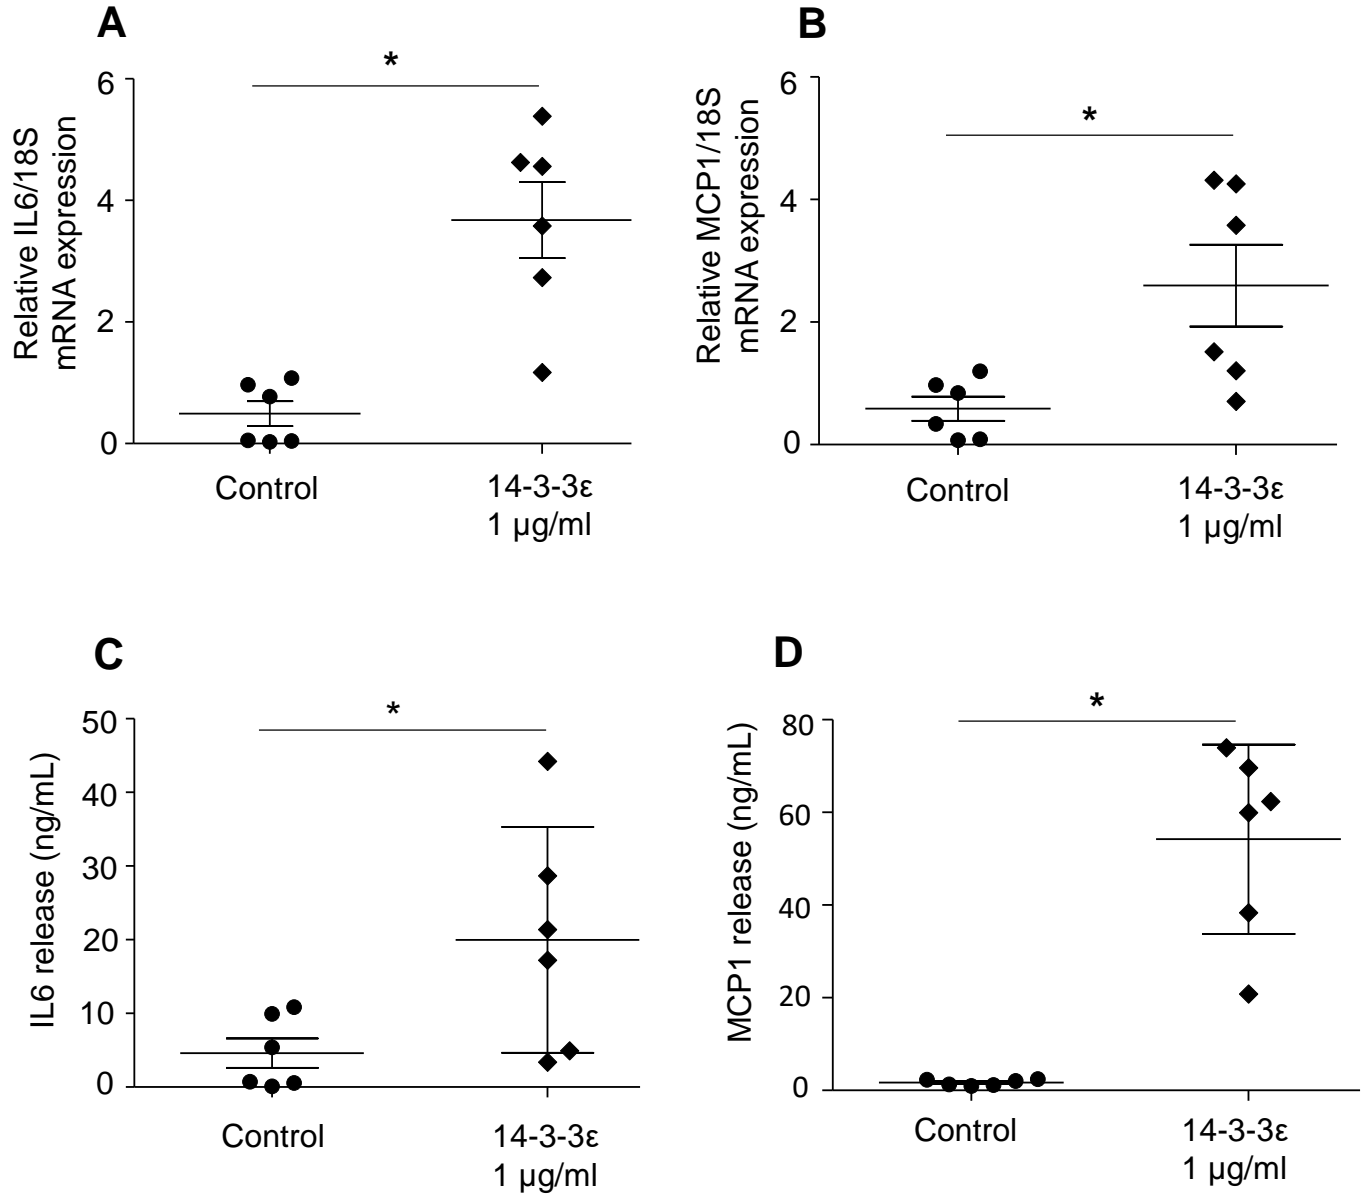 A
*
6
4
2
0
Relative IL6/18S
mRNA expression
Control
14-3-3ε
1 µg/ml
B
*
6
4
2
0
Relative MCP1/18S
mRNA expression
Control
14-3-3ε
1 µg/ml
C
*
50
40
30
20
10
0
IL6 release (ng/mL)
Control
14-3-3ε
1 µg/ml
D
*
80
60
40
20
0
MCP1 release (ng/mL)
Control
14-3-3ε
1 µg/ml